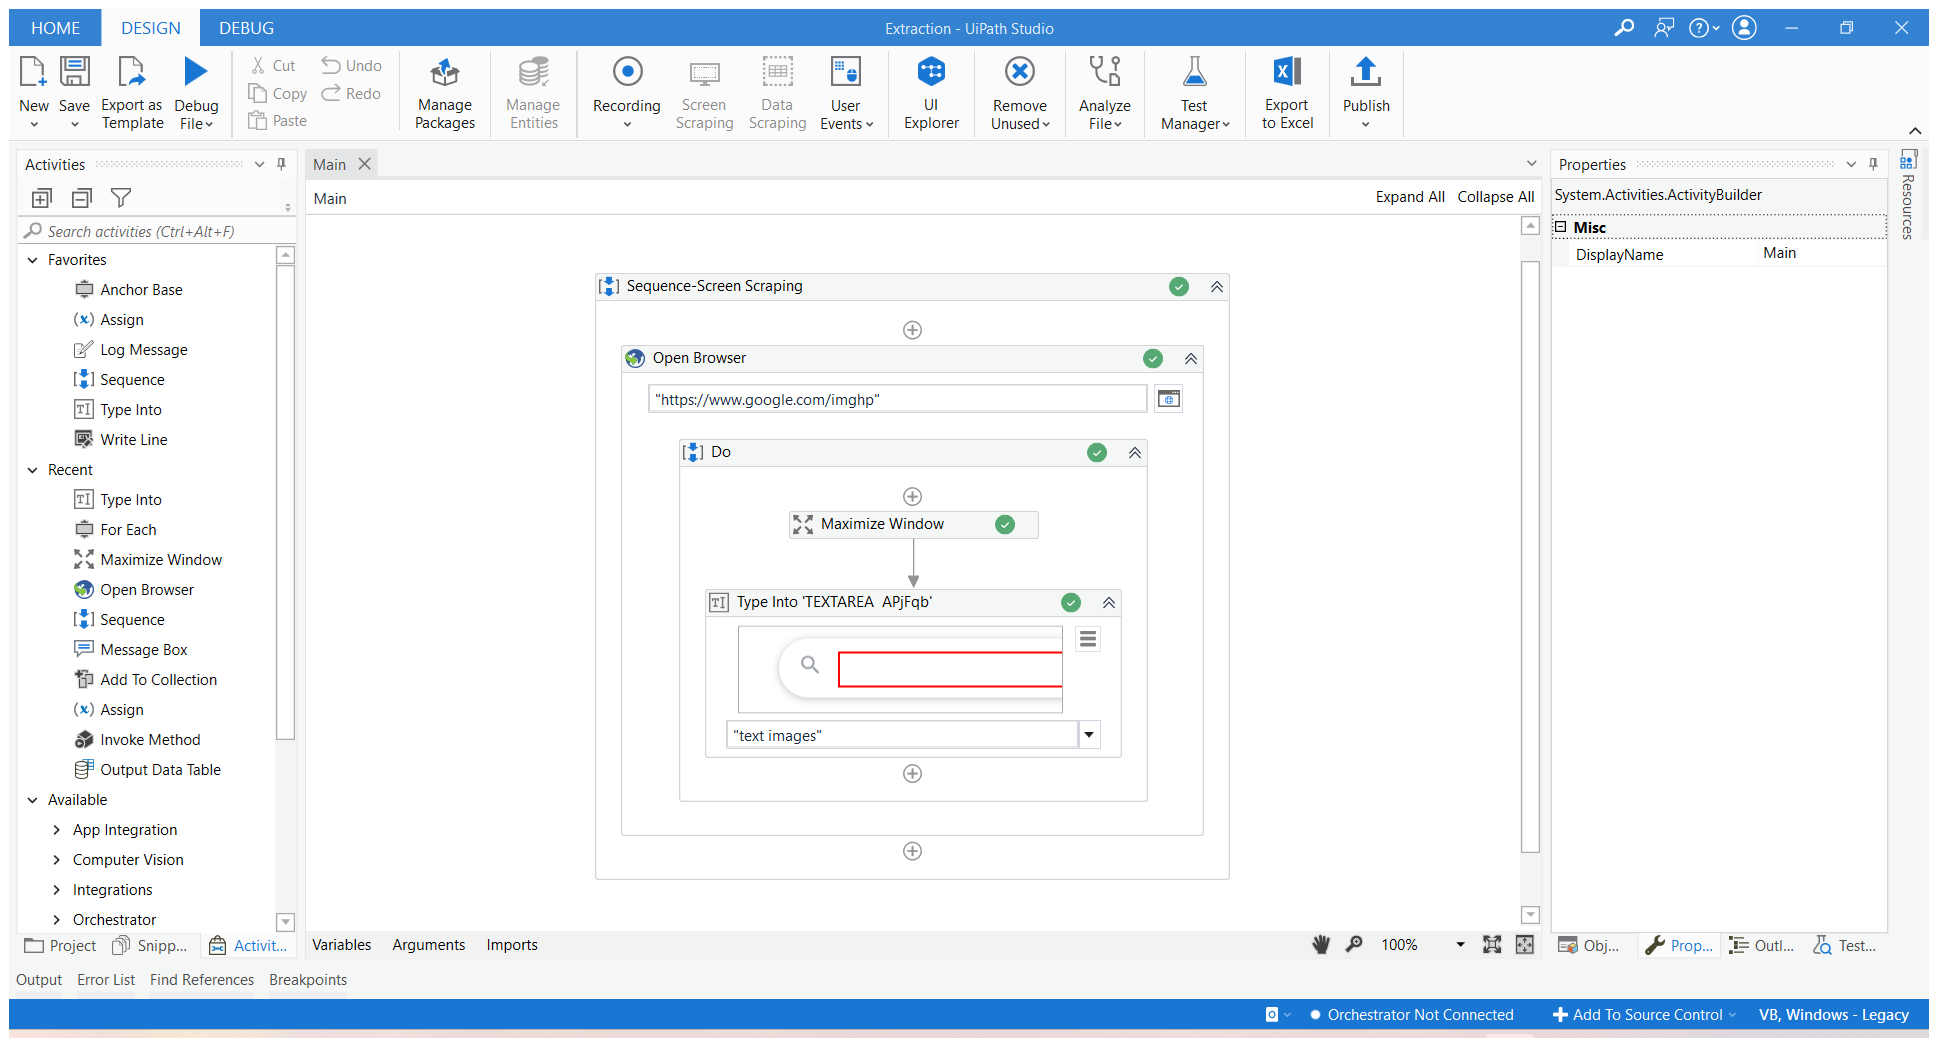 HOME DESIGN DEBUG Extraction - UiPath Studio
New Save Export as Template Debug File
Cut Copy Paste Undo Redo
Manage Packages Manage Entities
Recording Screen Scraping Data Scraping User Events
UI Explorer Remove Unused Analyze File Test Manager Export to Excel Publish
Activities
Search activities (Ctrl+Alt+F)
Favorites
Anchor Base
Assign
Log Message
Sequence
Type Into
Write Line
Recent
Type Into
For Each
Maximize Window
Open Browser
Sequence
Message Box
Add To Collection
Assign
Invoke Method
Output Data Table
Available
App Integration
Computer Vision
Integrations
Orchestrator
Project Snipp... Activit...
Main
Main Expand All Collapse All
Sequence-Screen Scraping
Open Browser
"https://www.google.com/imghp"
Do
Maximize Window
Type Into 'TEXTAREA APjFqb'
"text images"
Variables Arguments Imports 100%
Properties
System.Activities.ActivityBuilder
Misc
DisplayName Main
Resources
Obj... Prop... Outl... Test...
Output Error List Find References Breakpoints
Orchestrator Not Connected Add To Source Control VB, Windows - Legacy